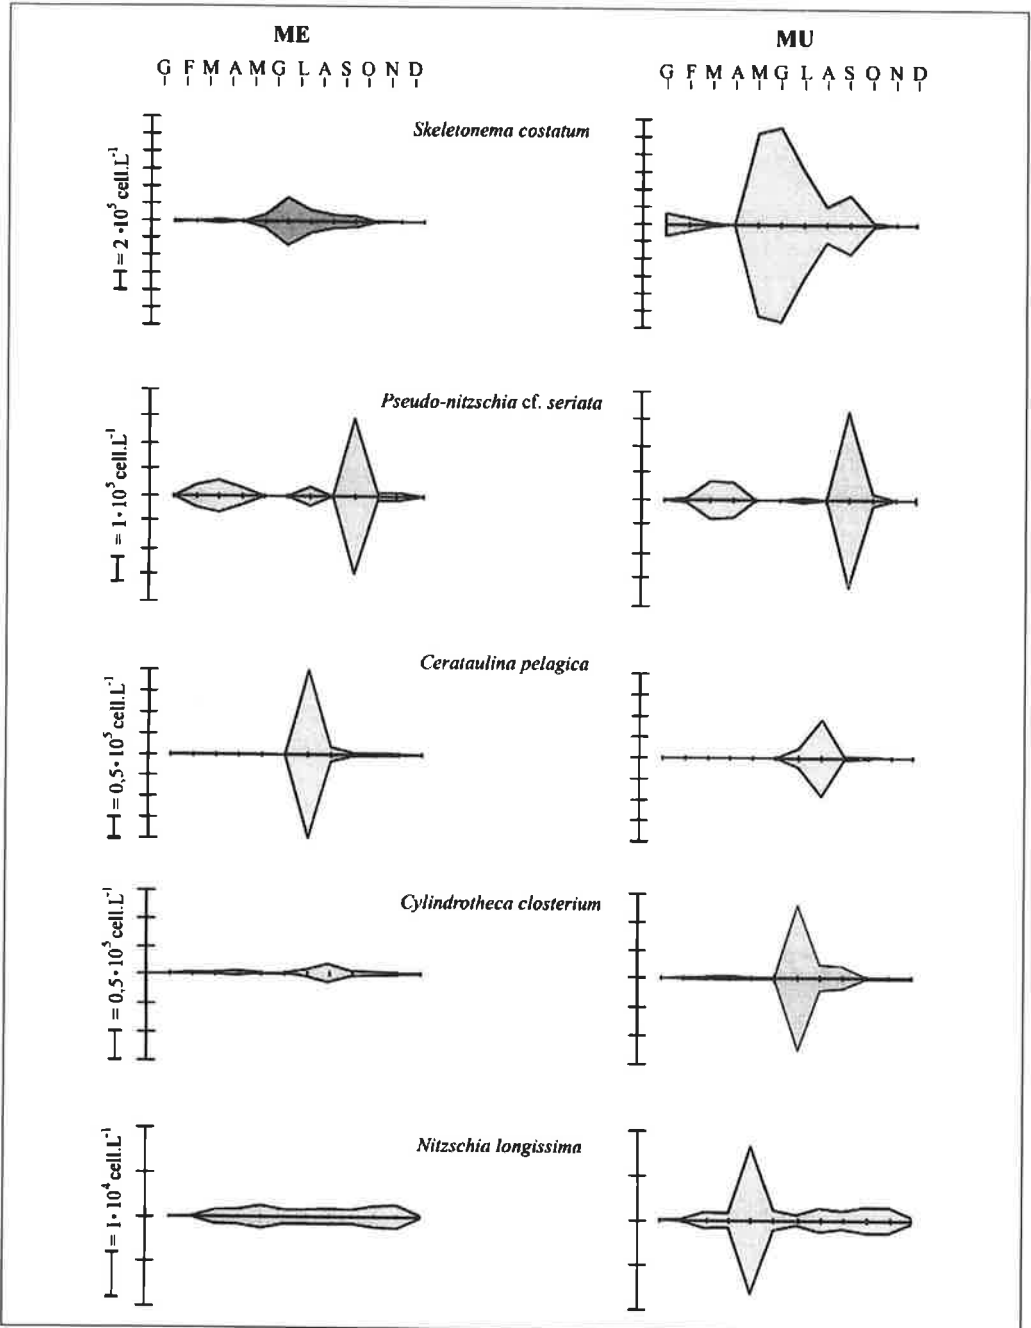 ME
MU
G F M A M G L A S O N D
G F M A M G L A S O N D
Skeletonema costatum
= 2 •10⁵ cell.L⁻¹
Pseudo-nitzschia cf. seriata
= 1• 10⁵ cell.L⁻¹
Cerataulina pelagica
= 0,5• 10⁵ cell.L⁻¹
Cylindrotheca closterium
= 0,5• 10⁵ cell.L⁻¹
Nitzschia longissima
= 1• 10⁴ cell.L⁻¹